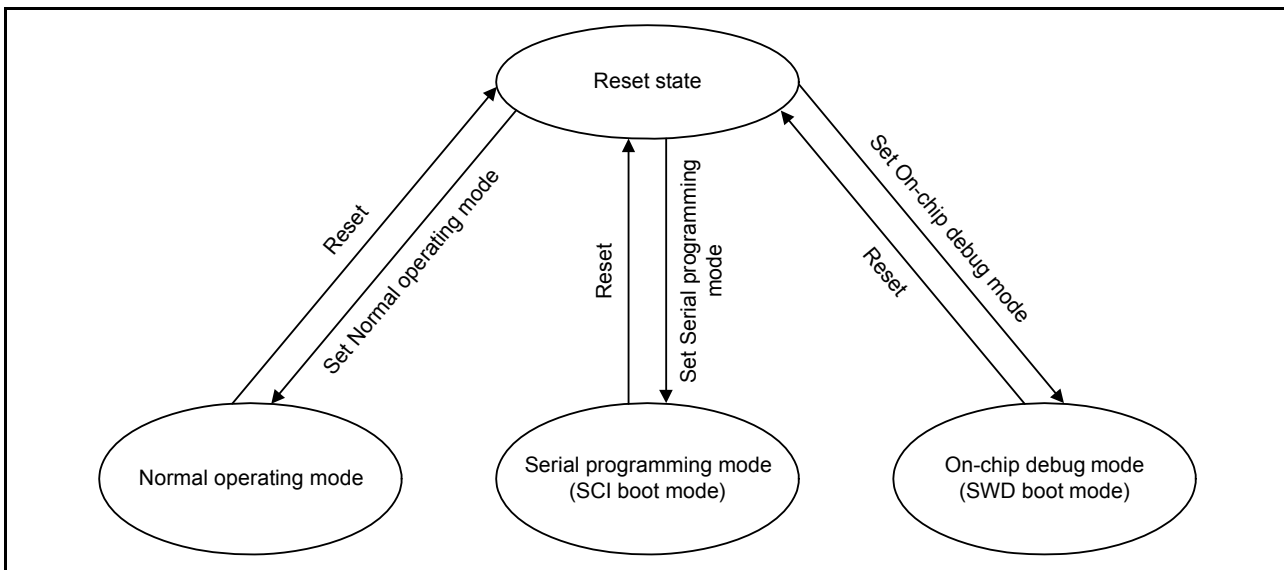 Reset state
Reset
Set Normal operating mode
Reset
Set Serial programming
mode
Set On-chip debug mode
Reset
Normal operating mode
Serial programming mode
(SCI boot mode)
On-chip debug mode
(SWD boot mode)